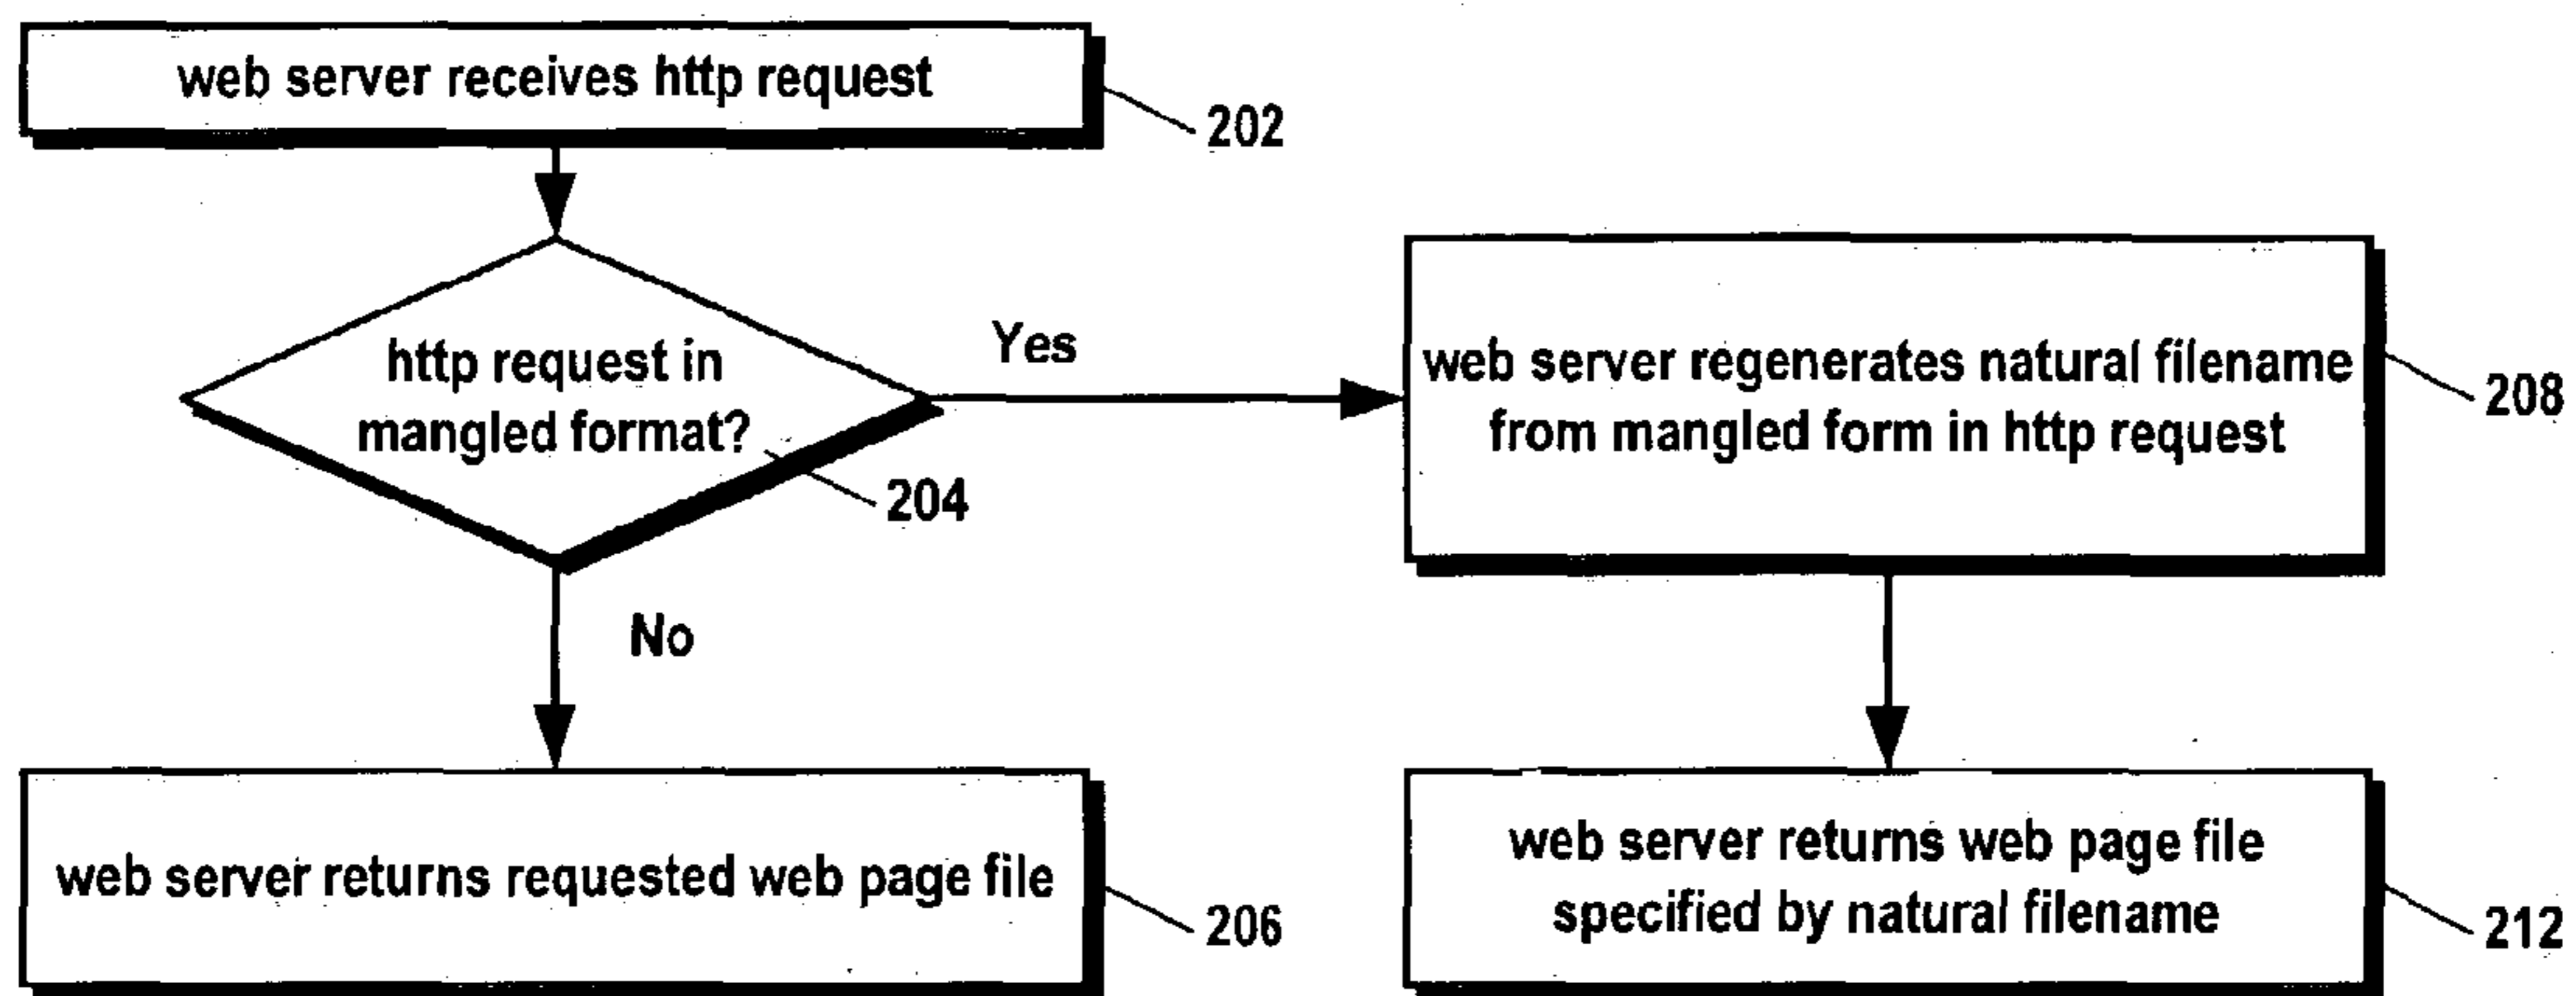 web server receives http request
202
http request in
mangled format?
204
Yes
No
web server regenerates natural filename
from mangled form in http request
208
web server returns requested web page file
206
web server returns web page file
specified by natural filename
212